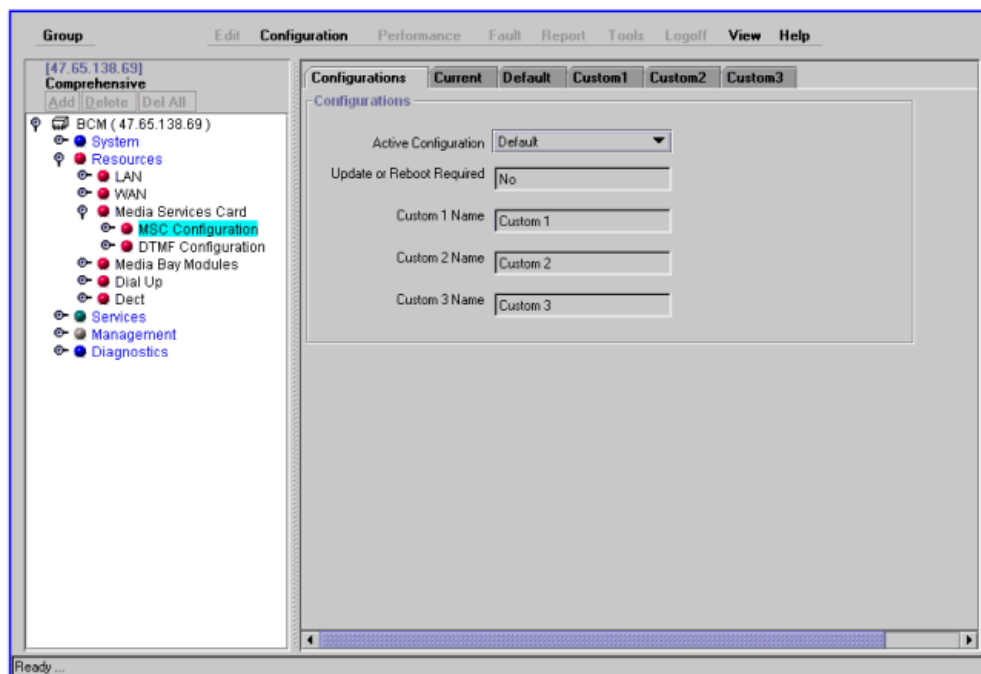 Group Edit Configuration Performance Fault Report Tools Logoff View Help
[47.65.138.69]
Comprehensive
Add Delete Del All
BCM ( 47.65.138.69 )
System
Resources
LAN
WAN
Media Services Card
MSC Configuration
DTMF Configuration
Media Bay Modules
Dial Up
Dect
Services
Management
Diagnostics
Configurations Current Default Custom1 Custom2 Custom3
Configurations
Active Configuration Default
Update or Reboot Required No
Custom 1 Name Custom 1
Custom 2 Name Custom 2
Custom 3 Name Custom 3
Ready ...